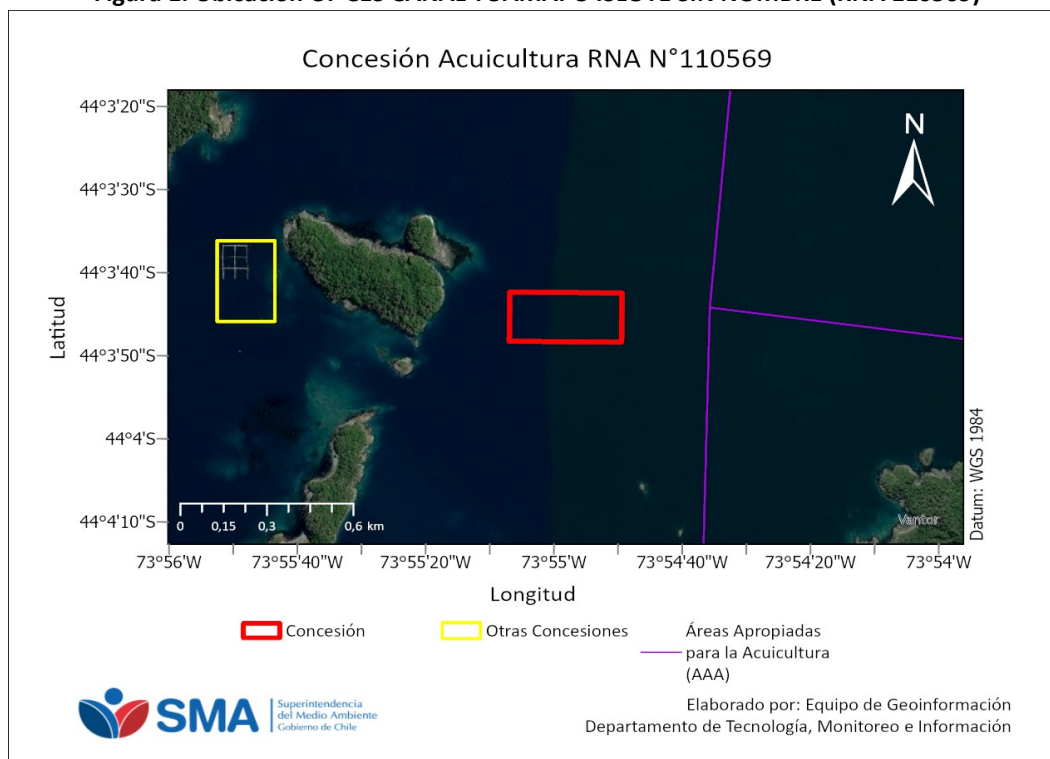 Concesión Acuicultura RNA N°110569
N
44°3'20"S
44°3'30"S
44°3'40"S
44°3'50"S
44°4'S
44°4'10"S
Latitud
0 0,15 0,3 0,6 km
Vantor
Datum: WGS 1984
73°56'W 73°55'40"W 73°55'20"W 73°55'W 73°54'40"W 73°54'20"W 73°54'W
Longitud
Concesión
Otras Concesiones
Áreas Apropiadas
para la Acuicultura
(AAA)
SMA
Superintendencia
del Medio Ambiente
Gobierno de Chile
Elaborado por: Equipo de Geoinformación
Departamento de Tecnología, Monitoreo e Información